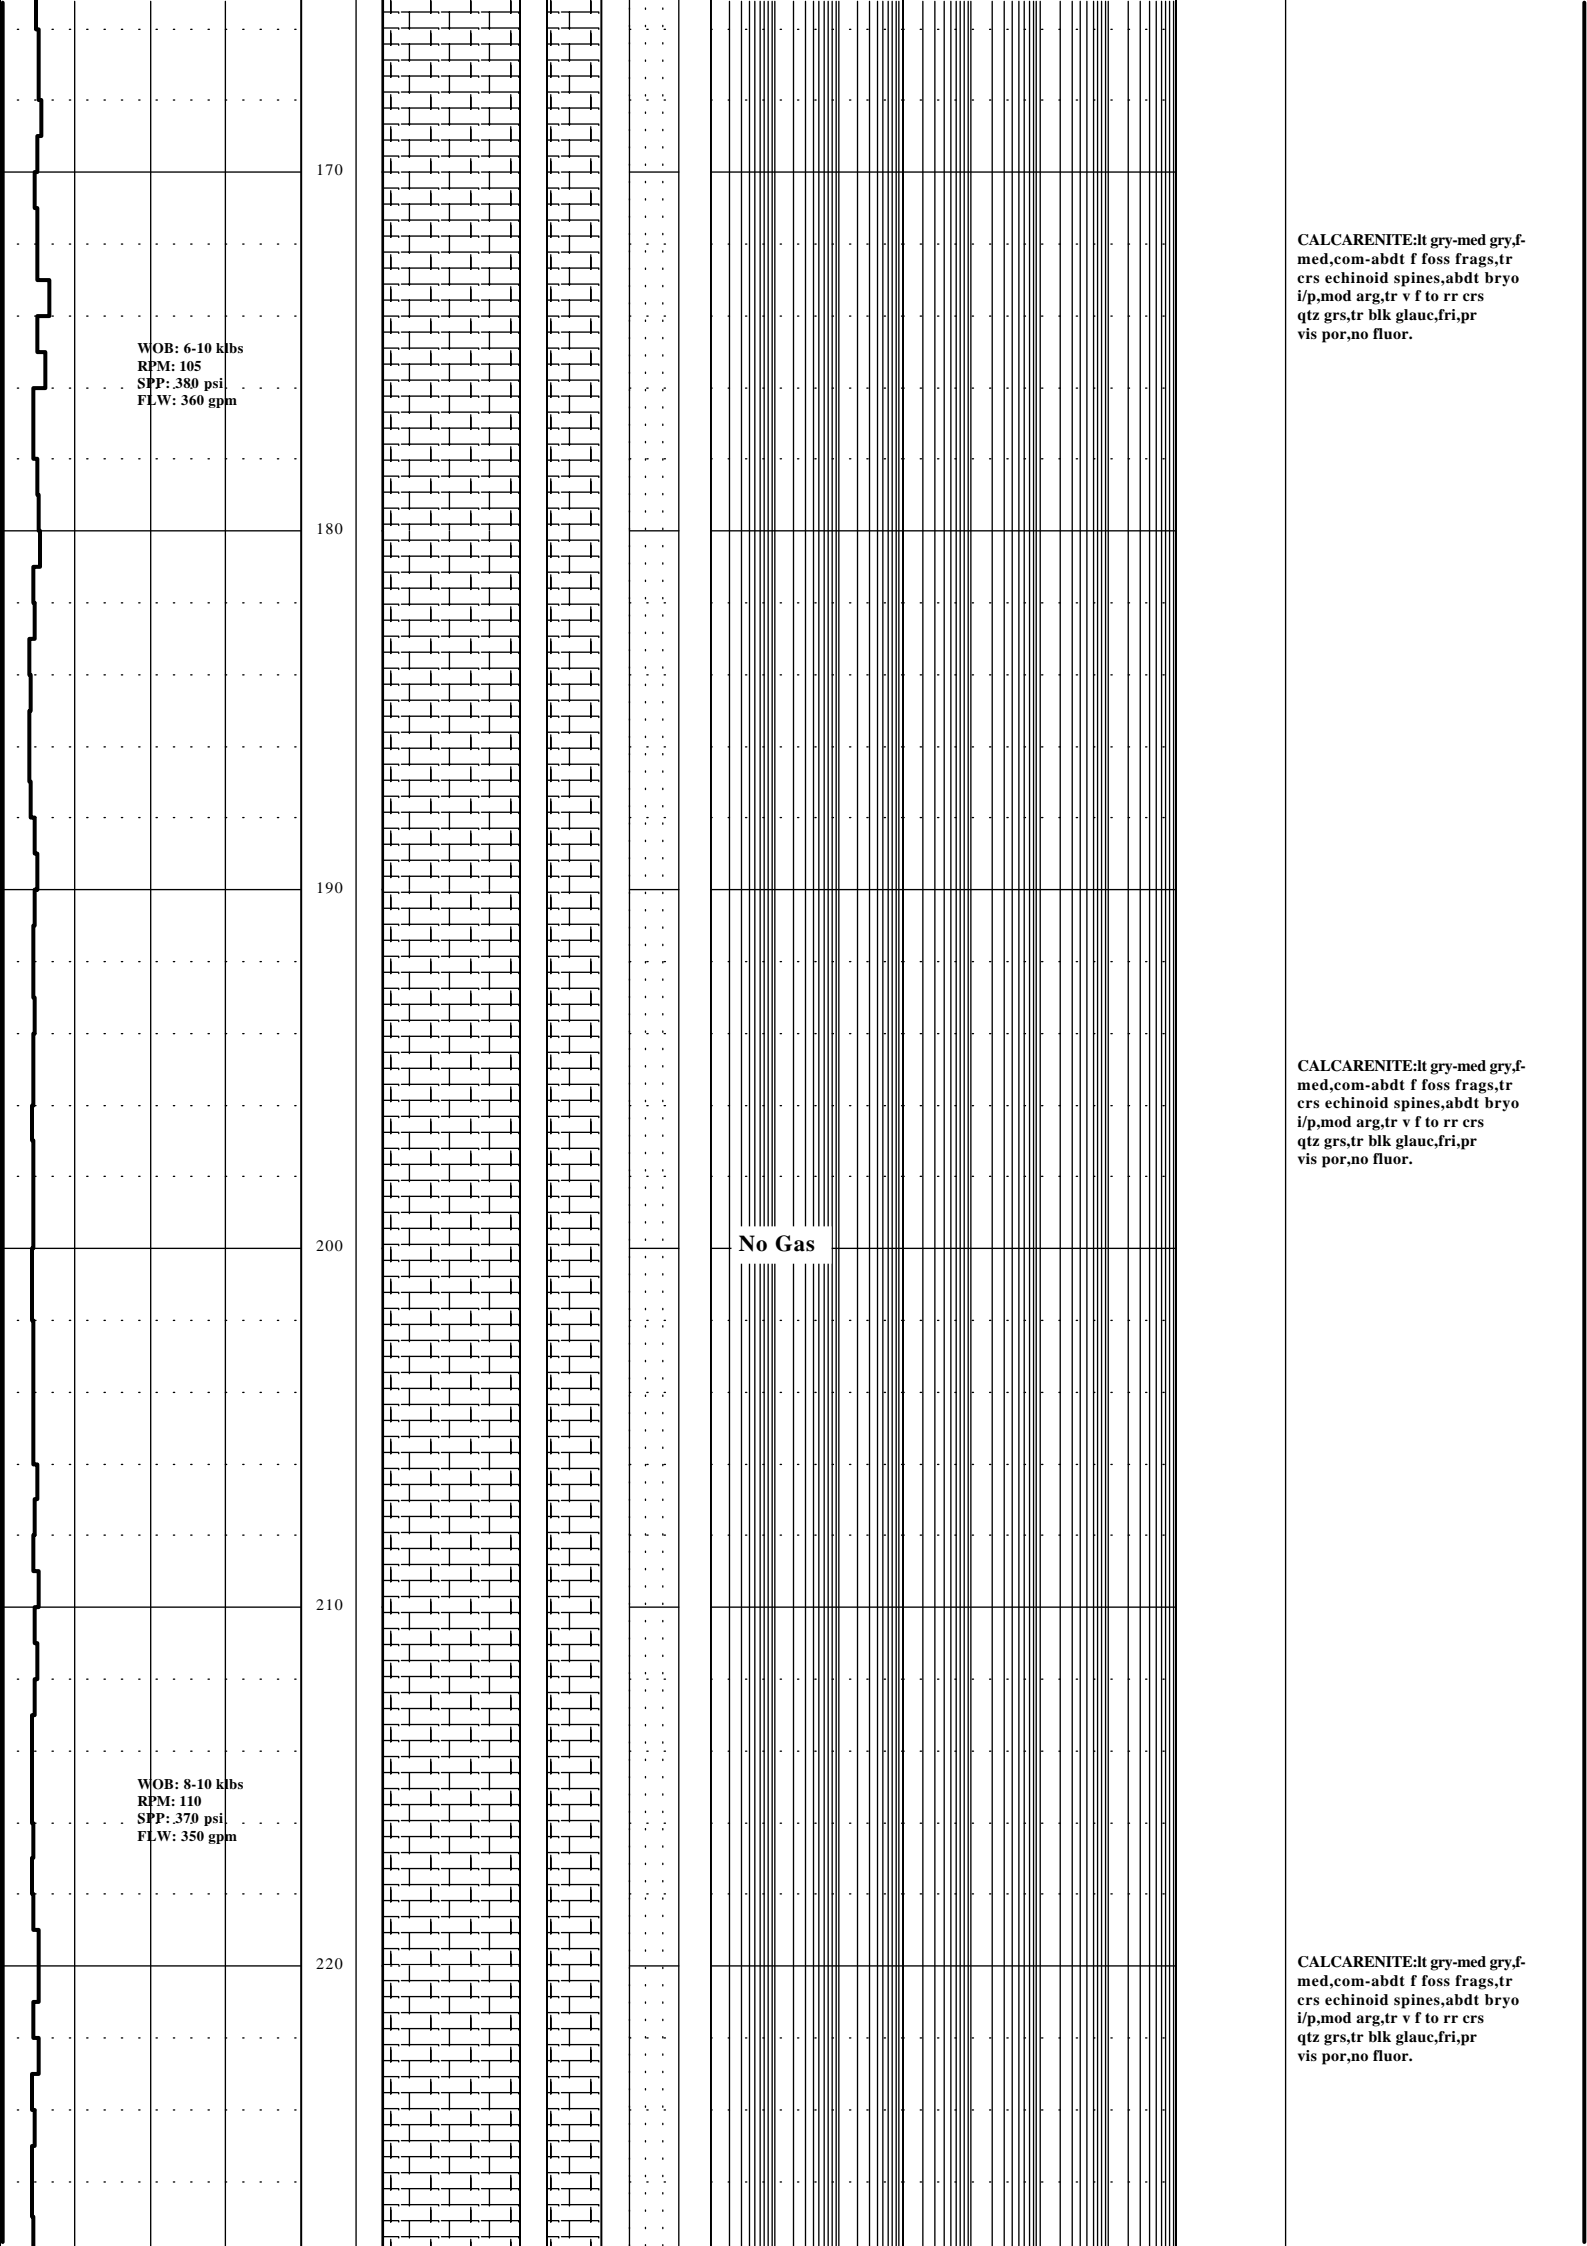 170
CALCARENITE:lt gry-med gry,f-
med,com-abdt f foss frags,tr
crs echinoid spines,abdt bryo
i/p,mod arg,tr v f to rr crs
qtz grs,tr blk glauc,fri,pr
vis por,no fluor.
WOB: 6-10 klbs
RPM: 105
SPP: 380 psi
FLW: 360 gpm
180
190
CALCARENITE:lt gry-med gry,f-
med,com-abdt f foss frags,tr
crs echinoid spines,abdt bryo
i/p,mod arg,tr v f to rr crs
qtz grs,tr blk glauc,fri,pr
vis por,no fluor.
200
No Gas
210
WOB: 8-10 klbs
RPM: 110
SPP: 370 psi
FLW: 350 gpm
220
CALCARENITE:lt gry-med gry,f-
med,com-abdt f foss frags,tr
crs echinoid spines,abdt bryo
i/p,mod arg,tr v f to rr crs
qtz grs,tr blk glauc,fri,pr
vis por,no fluor.